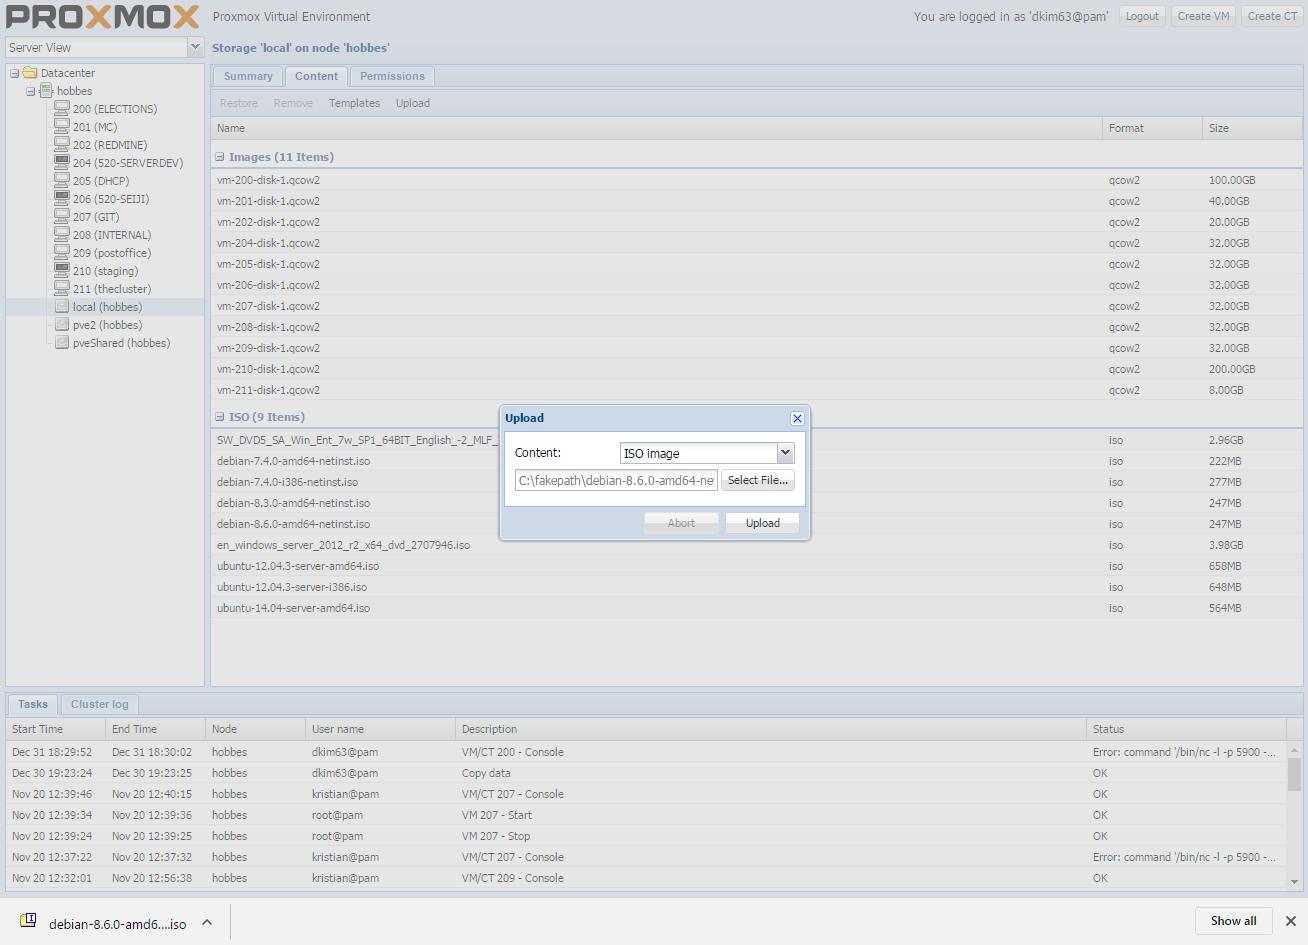 PROXMOX Proxmox Virtual Environment You are logged in as 'dkim63@pam' Logout Create VM Create CT
Server View
Storage 'local' on node 'hobbes'
Datacenter
hobbes
200 (ELECTIONS)
201 (MC)
202 (REDMINE)
204 (520-SERVERDEV)
205 (DHCP)
206 (520-SEIJI)
207 (GIT)
208 (INTERNAL)
209 (postoffice)
210 (staging)
211 (thecluster)
local (hobbes)
pve2 (hobbes)
pveShared (hobbes)
Summary Content Permissions
Restore Remove Templates Upload
Name Format Size
Images (11 Items)
vm-200-disk-1.qcow2 qcow2 100.00GB
vm-201-disk-1.qcow2 qcow2 40.00GB
vm-202-disk-1.qcow2 qcow2 20.00GB
vm-204-disk-1.qcow2 qcow2 32.00GB
vm-205-disk-1.qcow2 qcow2 32.00GB
vm-206-disk-1.qcow2 qcow2 32.00GB
vm-207-disk-1.qcow2 qcow2 32.00GB
vm-208-disk-1.qcow2 qcow2 32.00GB
vm-209-disk-1.qcow2 qcow2 32.00GB
vm-210-disk-1.qcow2 qcow2 200.00GB
vm-211-disk-1.qcow2 qcow2 8.00GB
ISO (9 Items)
SW_DVD5_SA_Win_Ent_7w_SP1_64BIT_English_-2_MLF_ iso 2.96GB
debian-7.4.0-amd64-netinst.iso iso 222MB
debian-7.4.0-i386-netinst.iso iso 277MB
debian-8.3.0-amd64-netinst.iso iso 247MB
debian-8.6.0-amd64-netinst.iso iso 247MB
en_windows_server_2012_r2_x64_dvd_2707946.iso iso 3.98GB
ubuntu-12.04.3-server-amd64.iso iso 658MB
ubuntu-12.04.3-server-i386.iso iso 648MB
ubuntu-14.04-server-amd64.iso iso 564MB
Upload
Content: ISO image
C:\fakepath\debian-8.6.0-amd64-ne Select File...
Abort Upload
Tasks Cluster log
Start Time End Time Node User name Description Status
Dec 31 18:29:52 Dec 31 18:30:02 hobbes dkim63@pam VM/CT 200 - Console Error: command '/bin/nc -l -p 5900 -...
Dec 30 19:23:24 Dec 30 19:23:25 hobbes dkim63@pam Copy data OK
Nov 20 12:39:46 Nov 20 12:40:15 hobbes kristian@pam VM/CT 207 - Console OK
Nov 20 12:39:34 Nov 20 12:39:36 hobbes root@pam VM 207 - Start OK
Nov 20 12:39:24 Nov 20 12:39:25 hobbes root@pam VM 207 - Stop OK
Nov 20 12:37:22 Nov 20 12:37:32 hobbes kristian@pam VM/CT 207 - Console Error: command '/bin/nc -l -p 5900 -...
Nov 20 12:32:01 Nov 20 12:56:38 hobbes kristian@pam VM/CT 209 - Console OK
debian-8.6.0-amd6....iso Show all